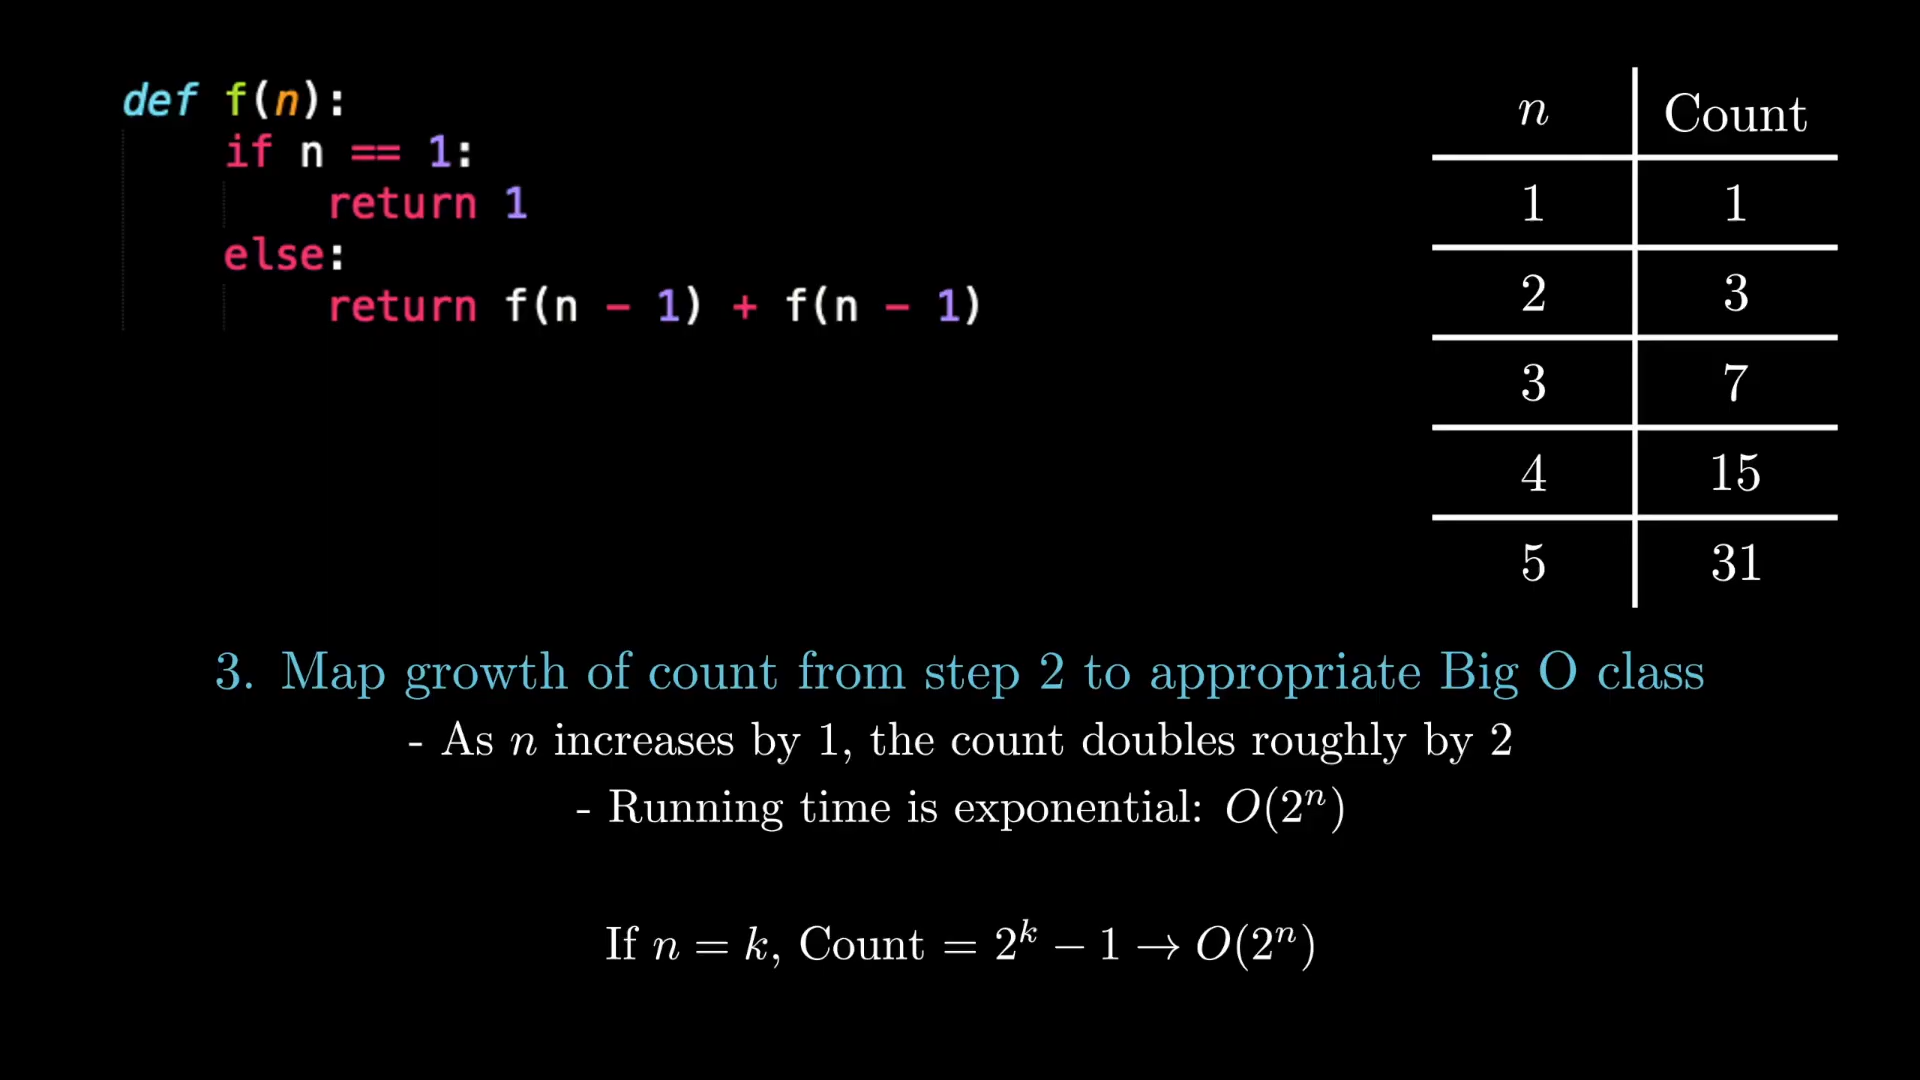 def f(n):
    if n == 1:
        return 1
    else:
        return f(n - 1) + f(n - 1)
n Count
1 1
2 3
3 7
4 15
5 31
3. Map growth of count from step 2 to appropriate Big O class
- As n increases by 1, the count doubles roughly by 2
- Running time is exponential: O(2ⁿ)
If n = k, Count = 2ᵏ − 1 → O(2ⁿ)